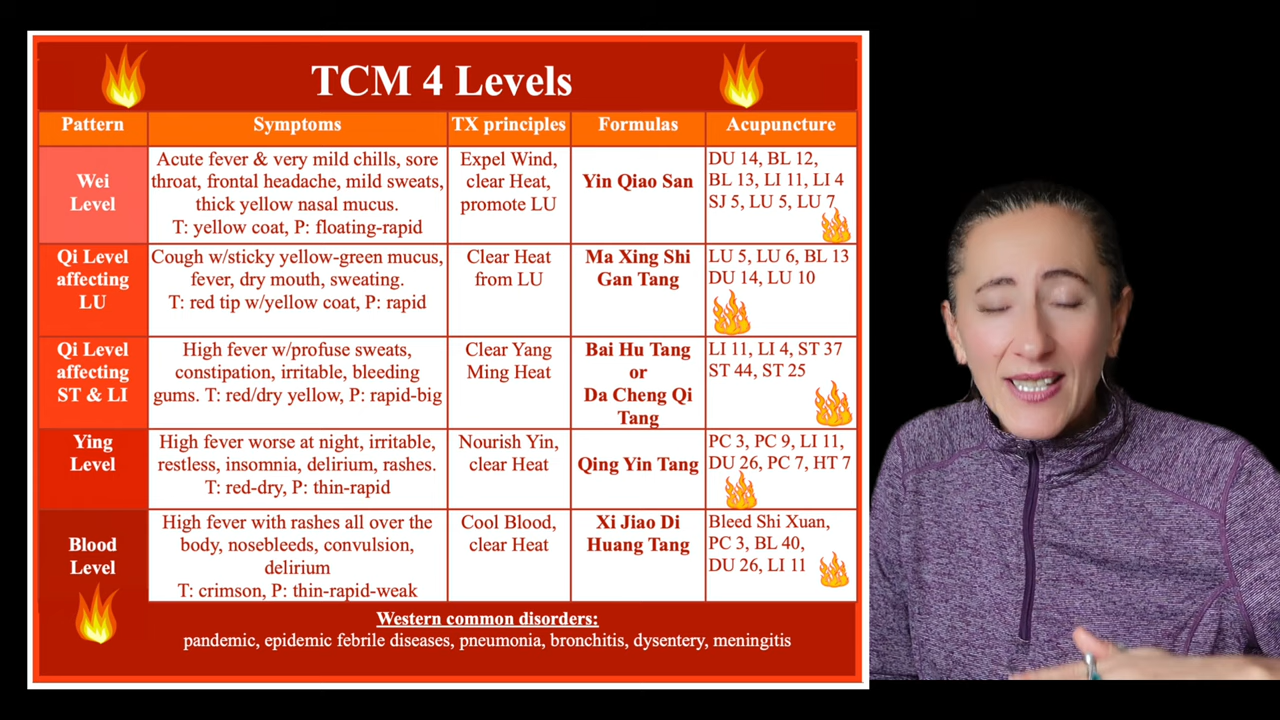 TCM 4 Levels
Pattern
Symptoms
TX principles
Formulas
Acupuncture
Wei
Level
Acute fever & very mild chills, sore
throat, frontal headache, mild sweats,
thick yellow nasal mucus.
T: yellow coat, P: floating-rapid
Expel Wind,
clear Heat,
promote LU
Yin Qiao San
DU 14, BL 12,
BL 13, LI 11, LI 4
SJ 5, LU 5, LU 7
Qi Level
affecting
LU
Cough w/sticky yellow-green mucus,
fever, dry mouth, sweating.
T: red tip w/yellow coat, P: rapid
Clear Heat
from LU
Ma Xing Shi
Gan Tang
LU 5, LU 6, BL 13
DU 14, LU 10
Qi Level
affecting
ST & LI
High fever w/profuse sweats,
constipation, irritable, bleeding
gums. T: red/dry yellow, P: rapid-big
Clear Yang
Ming Heat
Bai Hu Tang
or
Da Cheng Qi
Tang
LI 11, LI 4, ST 37
ST 44, ST 25
Ying
Level
High fever worse at night, irritable,
restless, insomnia, delirium, rashes.
T: red-dry, P: thin-rapid
Nourish Yin,
clear Heat
Qing Yin Tang
PC 3, PC 9, LI 11,
DU 26, PC 7, HT 7
Blood
Level
High fever with rashes all over the
body, nosebleeds, convulsion,
delirium
T: crimson, P: thin-rapid-weak
Cool Blood,
clear Heat
Xi Jiao Di
Huang Tang
Bleed Shi Xuan,
PC 3, BL 40,
DU 26, LI 11
Western common disorders:
pandemic, epidemic febrile diseases, pneumonia, bronchitis, dysentery, meningitis